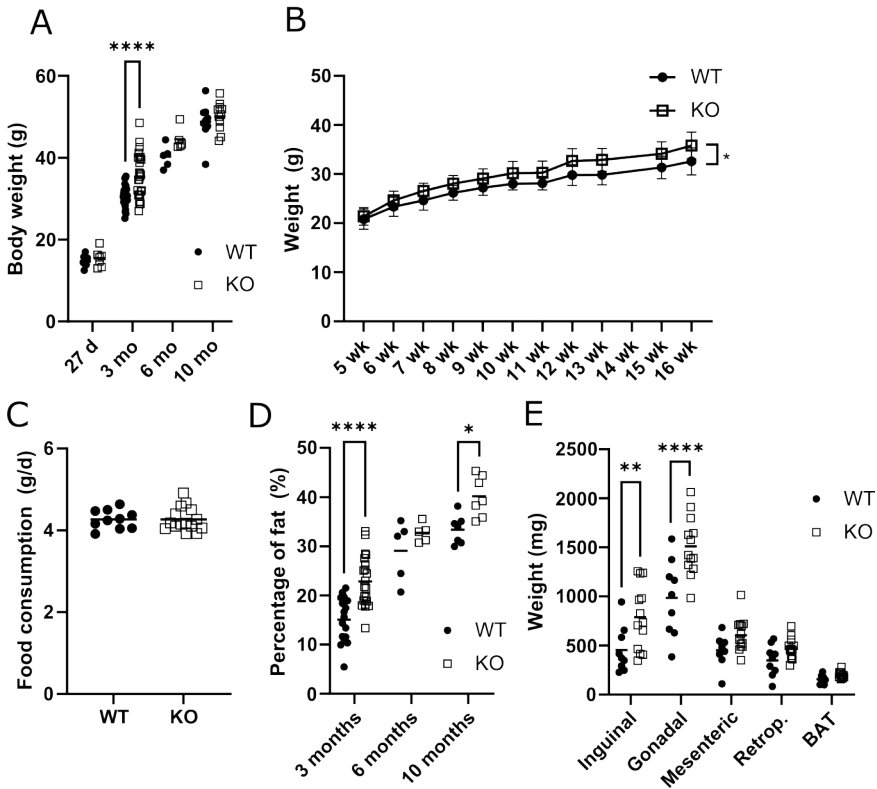 A
****
Body weight (g)
60
40
20
0
WT
KO
27 d
3 mo
6 mo
10 mo
B
Weight (g)
50
40
30
20
10
0
WT
KO
*
5 wk
6 wk
7 wk
8 wk
9 wk
10 wk
11 wk
12 wk
13 wk
14 wk
15 wk
16 wk
C
Food consumption (g/d)
6
4
2
0
WT
KO
D
****
*
Percentage of fat (%)
50
40
30
20
10
0
WT
KO
3 months
6 months
10 months
E
**
****
Weight (mg)
2500
2000
1500
1000
500
0
WT
KO
Inguinal
Gonadal
Mesenteric
Retrop.
BAT